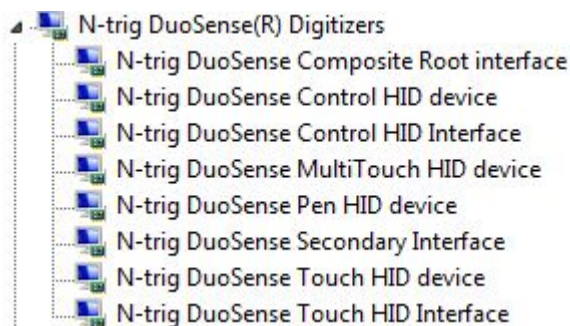 N-trig DuoSense(R) Digitizers
N-trig DuoSense Composite Root interface
N-trig DuoSense Control HID device
N-trig DuoSense Control HID Interface
N-trig DuoSense MultiTouch HID device
N-trig DuoSense Pen HID device
N-trig DuoSense Secondary Interface
N-trig DuoSense Touch HID device
N-trig DuoSense Touch HID Interface